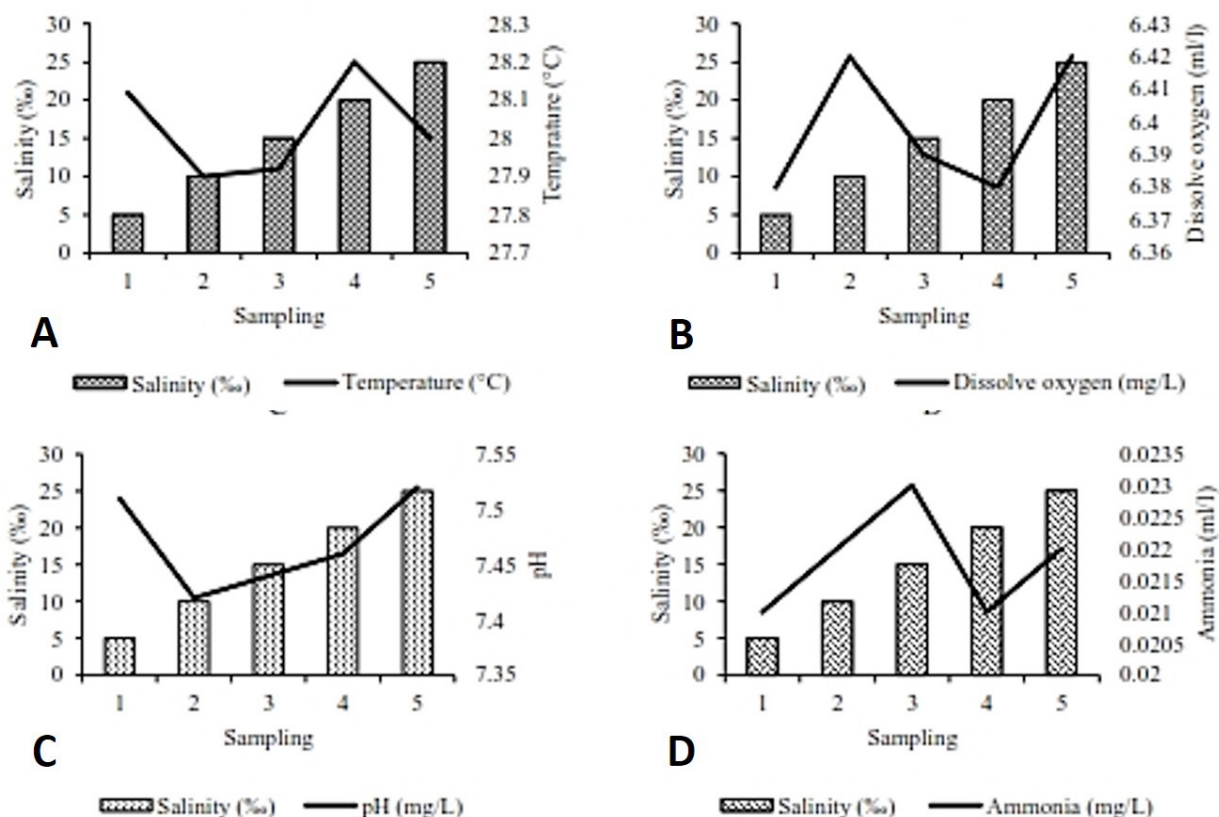 30
25
20
15
10
5
0
Salinity (‰)
28.3
28.2
28.1
28
27.9
27.8
27.7
Temprature (°C)
1 2 3 4 5
Sampling
A
Salinity (‰) Temperature (°C)
30
25
20
15
10
5
0
Salinity (‰)
6.43
6.42
6.41
6.4
6.39
6.38
6.37
6.36
Dissolve oxygen (ml/l)
1 2 3 4 5
Sampling
B
Salinity (‰) Dissolve oxygen (mg/L)
30
25
20
15
10
5
0
Salinity (‰)
7.55
7.5
7.45
7.4
7.35
pH
1 2 3 4 5
Sampling
C
Salinity (‰) pH (mg/L)
30
25
20
15
10
5
0
Salinity (‰)
0.0235
0.023
0.0225
0.022
0.0215
0.021
0.0205
0.02
Ammonia (ml/l)
1 2 3 4 5
Sampling
D
Salinity (‰) Ammonia (mg/L)